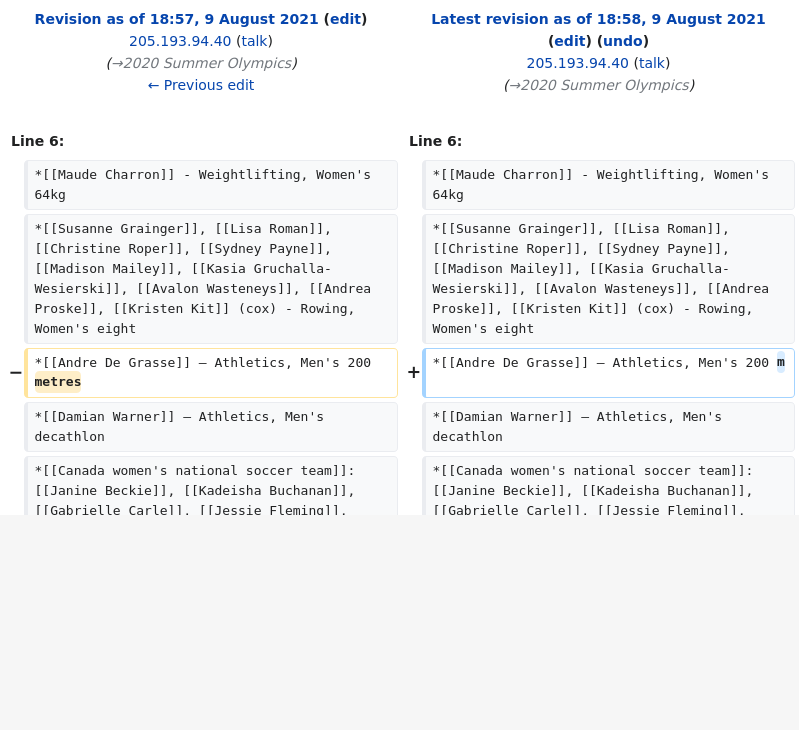 Revision as of 18:57, 9 August 2021 (edit)
205.193.94.40 (talk)
(→2020 Summer Olympics)
← Previous edit
Latest revision as of 18:58, 9 August 2021
(edit) (undo)
205.193.94.40 (talk)
(→2020 Summer Olympics)
Line 6:
Line 6:
*[[Maude Charron]] - Weightlifting, Women's
64kg
*[[Maude Charron]] - Weightlifting, Women's
64kg
*[[Susanne Grainger]], [[Lisa Roman]],
[[Christine Roper]], [[Sydney Payne]],
[[Madison Mailey]], [[Kasia Gruchalla-
Wesierski]], [[Avalon Wasteneys]], [[Andrea
Proske]], [[Kristen Kit]] (cox) - Rowing,
Women's eight
*[[Susanne Grainger]], [[Lisa Roman]],
[[Christine Roper]], [[Sydney Payne]],
[[Madison Mailey]], [[Kasia Gruchalla-
Wesierski]], [[Avalon Wasteneys]], [[Andrea
Proske]], [[Kristen Kit]] (cox) - Rowing,
Women's eight
− *[[Andre De Grasse]] – Athletics, Men's 200
metres
+ *[[Andre De Grasse]] – Athletics, Men's 200 m
*[[Damian Warner]] – Athletics, Men's
decathlon
*[[Damian Warner]] – Athletics, Men's
decathlon
*[[Canada women's national soccer team]]:
[[Janine Beckie]], [[Kadeisha Buchanan]],
[[Gabrielle Carle]], [[Jessie Fleming]],
*[[Canada women's national soccer team]]:
[[Janine Beckie]], [[Kadeisha Buchanan]],
[[Gabrielle Carle]], [[Jessie Fleming]],